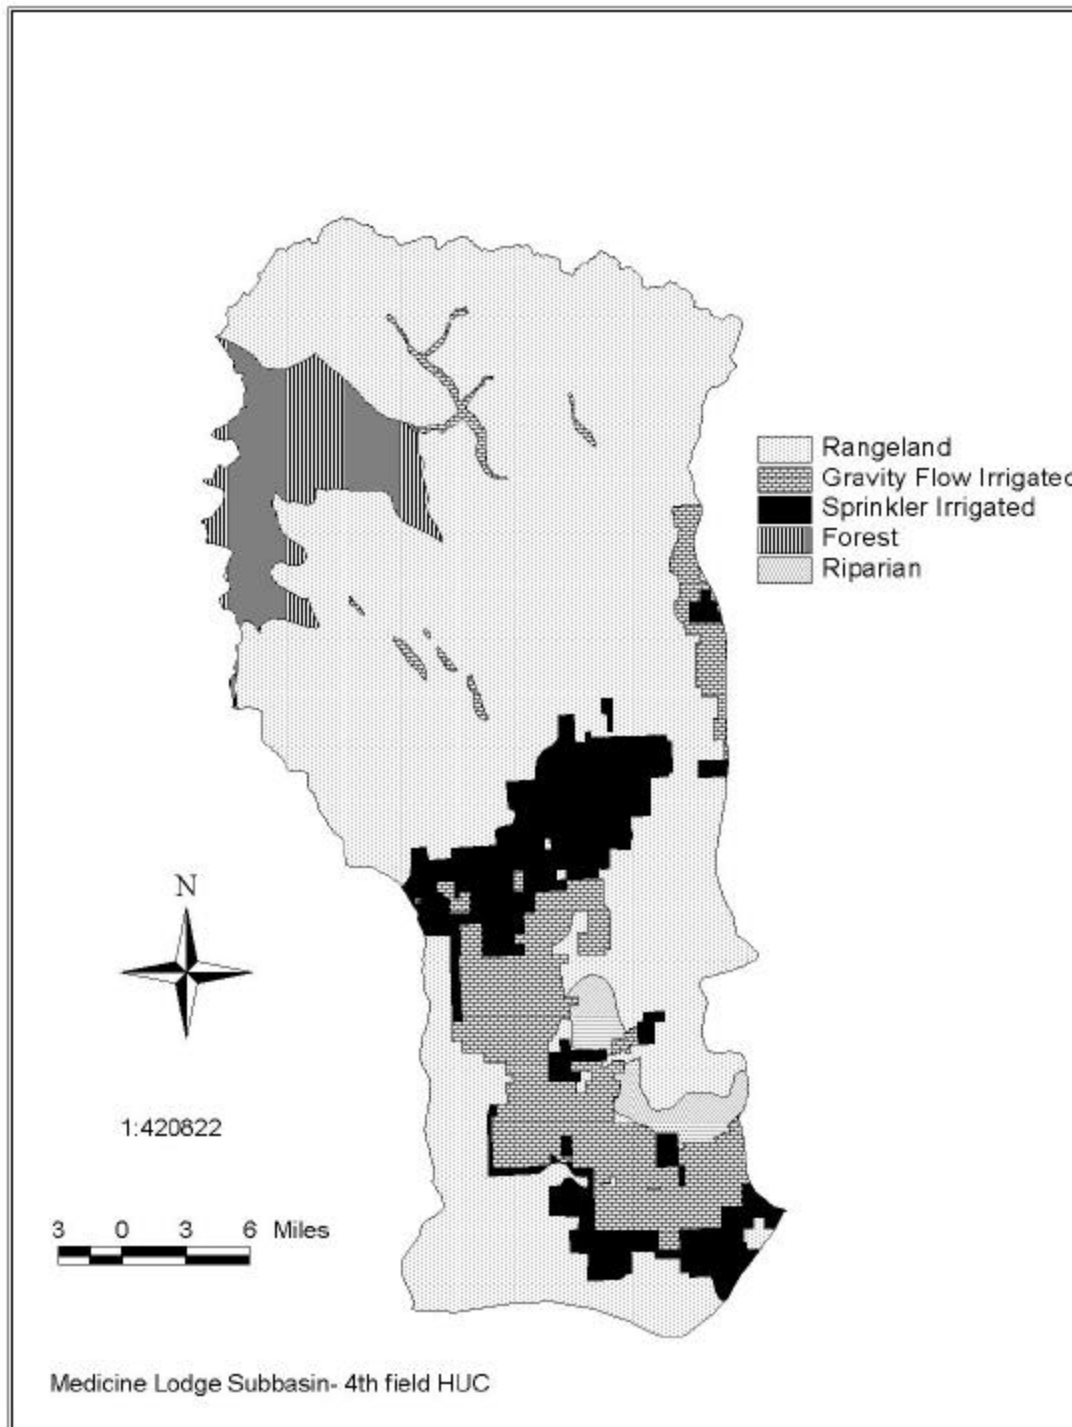 Rangeland
Gravity Flow Irrigated
Sprinkler Irrigated
Forest
Riparian
N
1:420822
3 0 3 6 Miles
Medicine Lodge Subbasin- 4th field HUC